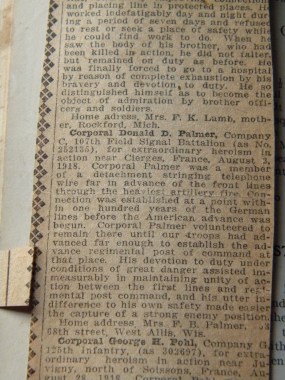 and placing line in protective places. He
worked indefatigably day and night dur-
ing a period of seven days and refused
to rest or seek a place of safety while
he could find work to do. When he
saw the body of his brother, who had
been killed in action, he did not falter,
but remained on duty as before. He
was finally forced to go to a hospital
by reason of complete exhaustion by his
bravery and devotion to duty. He so
distinguished himself as to become the
object of admiration by brother offi-
cers and soldiers.
Home adress, Mrs. F. K. Lamb, moth-
er, Rockford, Mich.
Corporal Donald D. Palmer, Company
C, 107th Field Signal Battalion (as No.
252735), for extraordinary heroism in
action near Cierges, France, August 3,
1918. Corporal Palmer was a member
of a detachment stringing telephone
wire far in advance of the front lines
through the heaviest artillery fire. Con-
nection was established at a point with-
in one hundred years of the German
lines before the American advance was
begun. Corporal Palmer volunteered to
remain there until our troops had ad-
vanced far enough to establish the ad-
vance regimental post of command at
that place. His devotion to duty under
conditions of great danger assisted im-
measurably in maintaining unity of ac-
tion between the first lines and regi-
mental post command, and his utter in-
difference to his own safety made easier
the capture of a strong enemy position.
Home address, Mrs. F. B. Palmer,
68th street, West Allis, Wis.
Corporal George H. Pohl, Company G,
125th infantry, (as 302697), for extra-
ordinary heroism in action near Ju-
vigny, north of Soissons, France, Au-